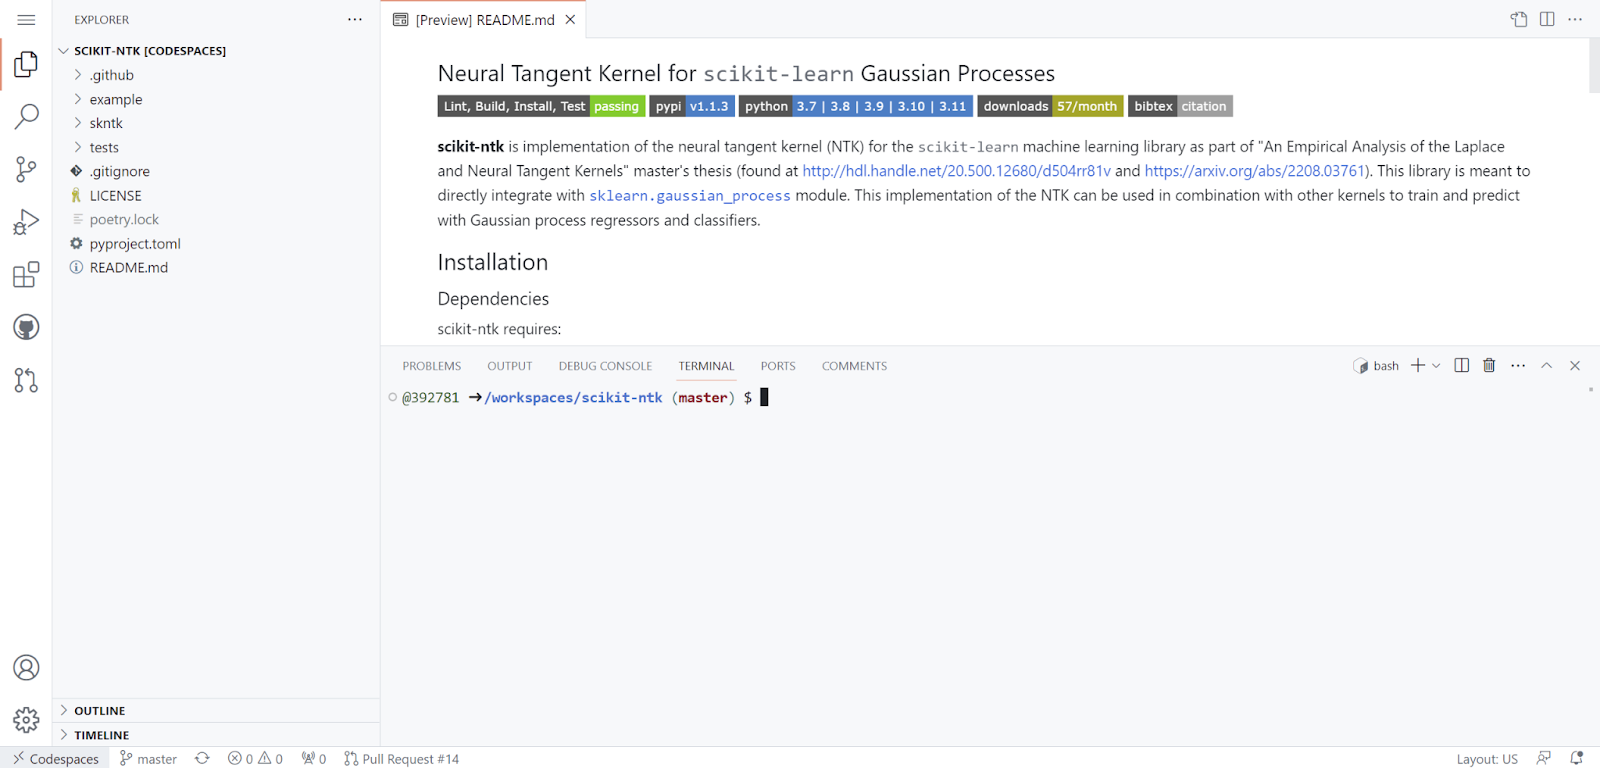 EXPLORER
SCIKIT-NTK [CODESPACES]
.github
example
skntk
tests
.gitignore
LICENSE
poetry.lock
pyproject.toml
README.md
OUTLINE
TIMELINE
[Preview] README.md
Neural Tangent Kernel for scikit-learn Gaussian Processes
Lint, Build, Install, Test passing pypi v1.1.3 python 3.7 | 3.8 | 3.9 | 3.10 | 3.11 downloads 57/month bibtex citation
scikit-ntk is implementation of the neural tangent kernel (NTK) for the scikit-learn machine learning library as part of "An Empirical Analysis of the Laplace
and Neural Tangent Kernels" master's thesis (found at http://hdl.handle.net/20.500.12680/d504rr81v and https://arxiv.org/abs/2208.03761). This library is meant to
directly integrate with sklearn.gaussian_process module. This implementation of the NTK can be used in combination with other kernels to train and predict
with Gaussian process regressors and classifiers.
Installation
Dependencies
scikit-ntk requires:
PROBLEMS OUTPUT DEBUG CONSOLE TERMINAL PORTS COMMENTS bash
@392781 ➜/workspaces/scikit-ntk (master) $
Codespaces master 0 0 0 Pull Request #14 Layout: US